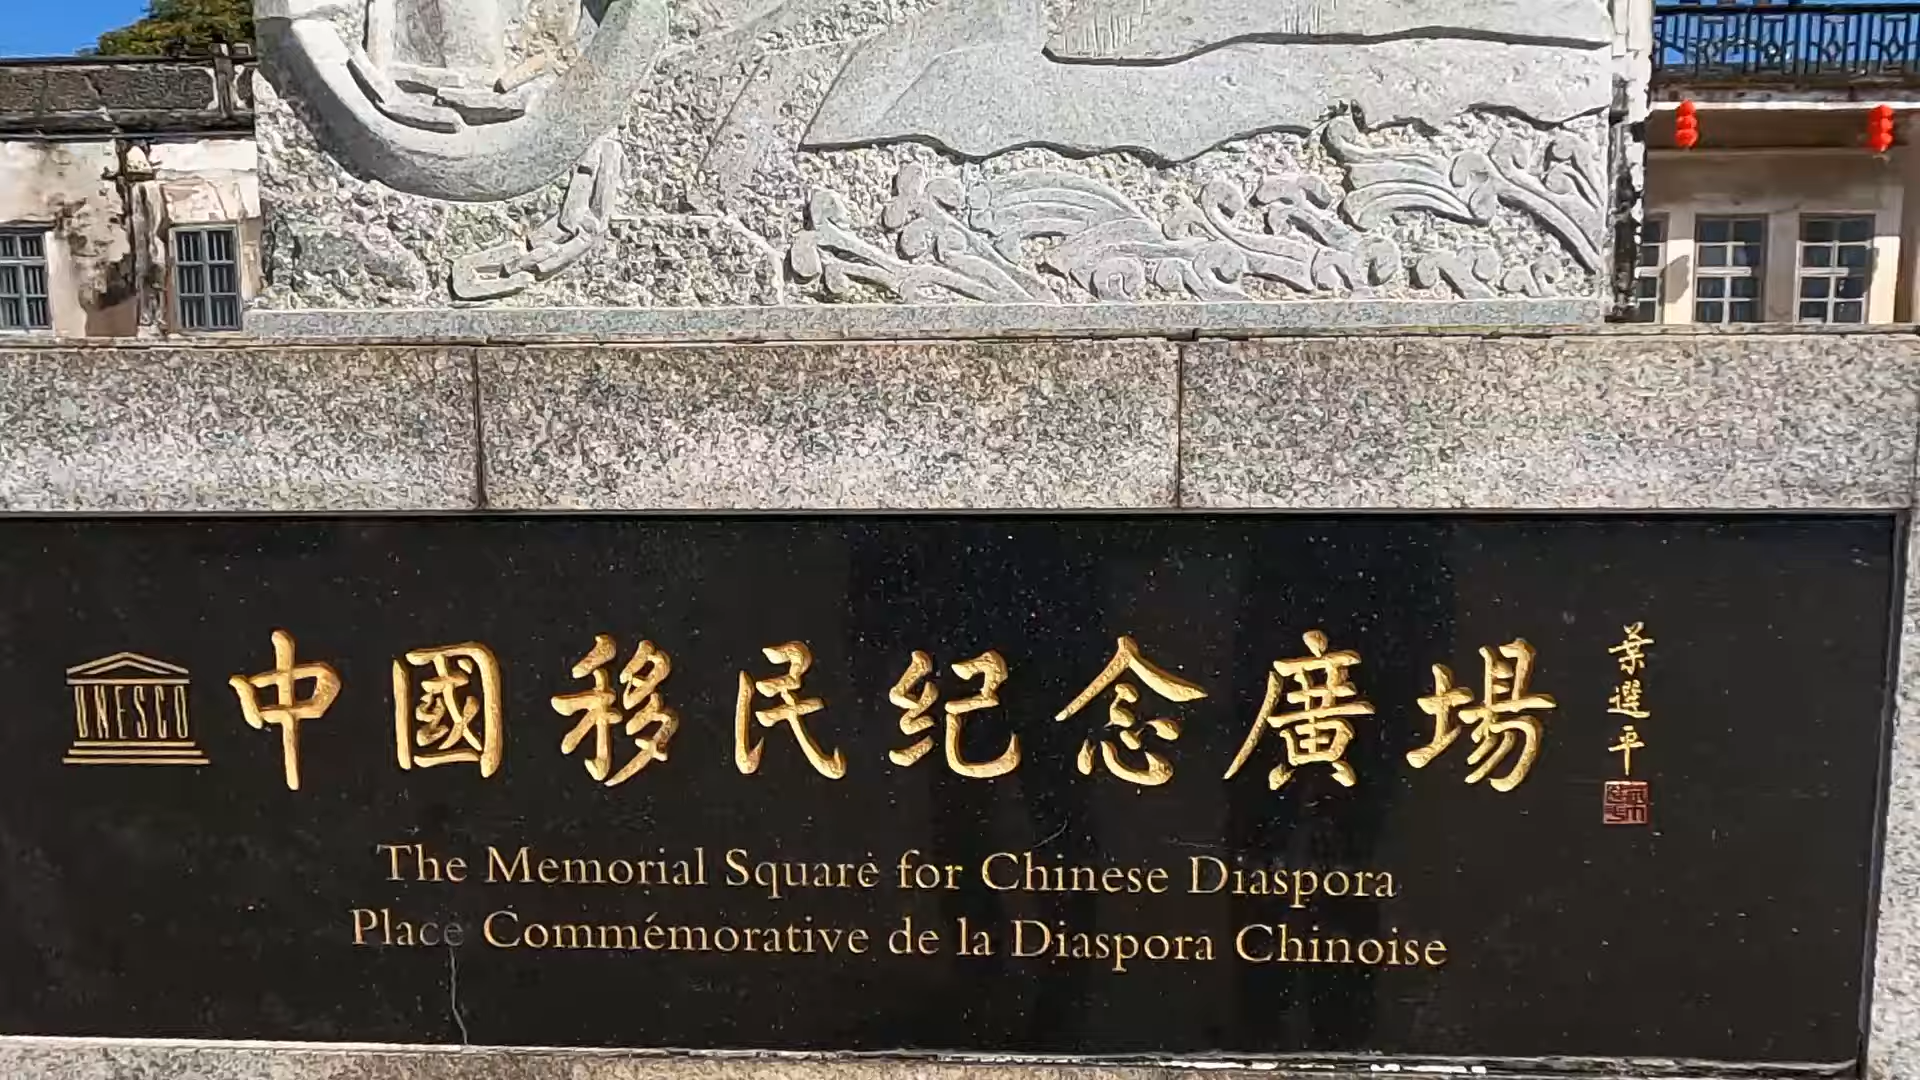 UNESCO
中國移民纪念廣場
葉選平
The Memorial Square for Chinese Diaspora
Place Commémorative de la Diaspora Chinoise